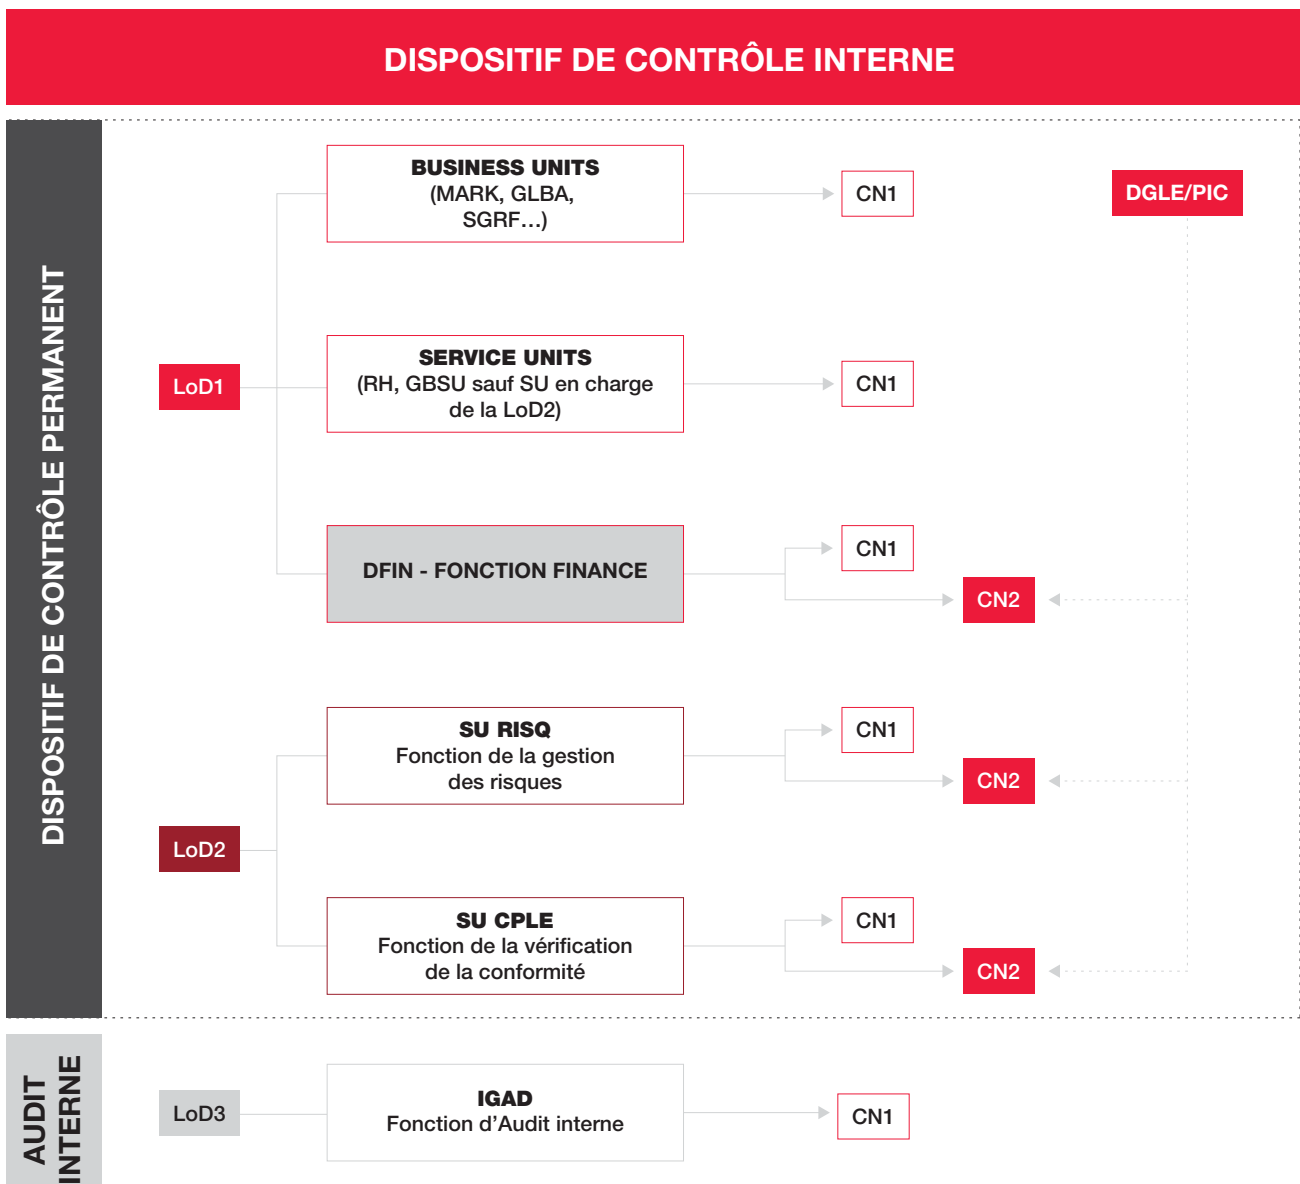 DISPOSITIF DE CONTRÔLE INTERNE
DISPOSITIF DE CONTRÔLE PERMANENT
BUSINESS UNITS
(MARK, GLBA,
SGRF…)
CN1
DGLE/PIC
LoD1
SERVICE UNITS
(RH, GBSU sauf SU en charge
de la LoD2)
CN1
DFIN - FONCTION FINANCE
CN1
CN2
LoD2
SU RISQ
Fonction de la gestion
des risques
CN1
CN2
SU CPLE
Fonction de la vérification
de la conformité
CN1
CN2
AUDIT
INTERNE
LoD3
IGAD
Fonction d’Audit interne
CN1